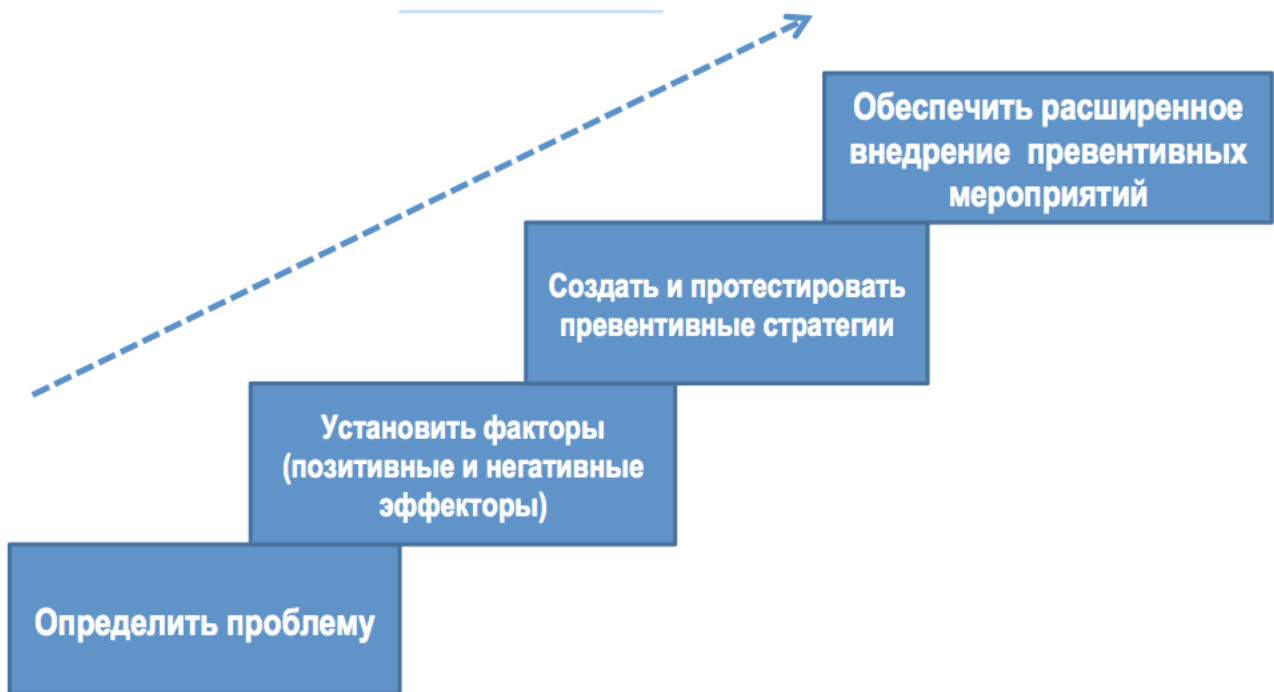 Обеспечить расширенное
внедрение превентивных
мероприятий
Создать и протестировать
превентивные стратегии
Установить факторы
(позитивные и негативные
эффекторы)
Определить проблему